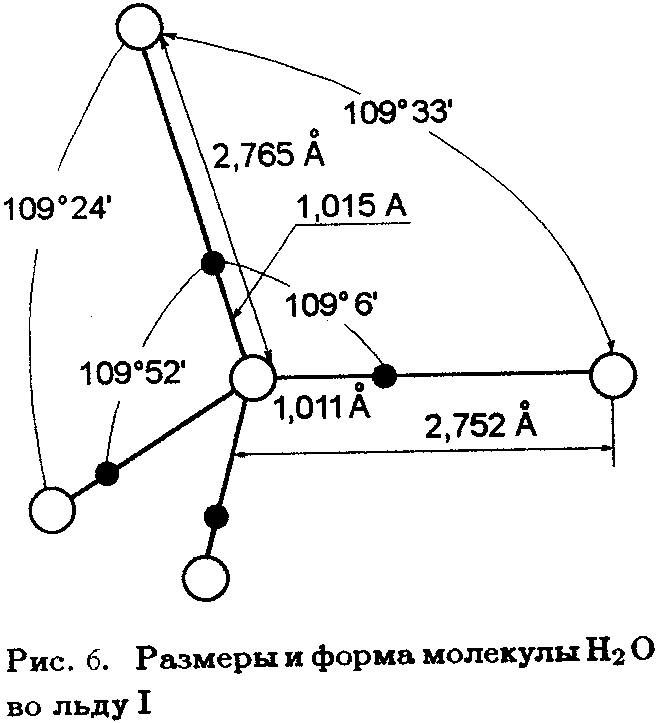 109°33'
2,765 Å
109°24'
1,015 A
109°6'
109°52'
1,011 Å
2,752 Å
Рис. 6. Размеры и форма молекулы H₂O
во льду I